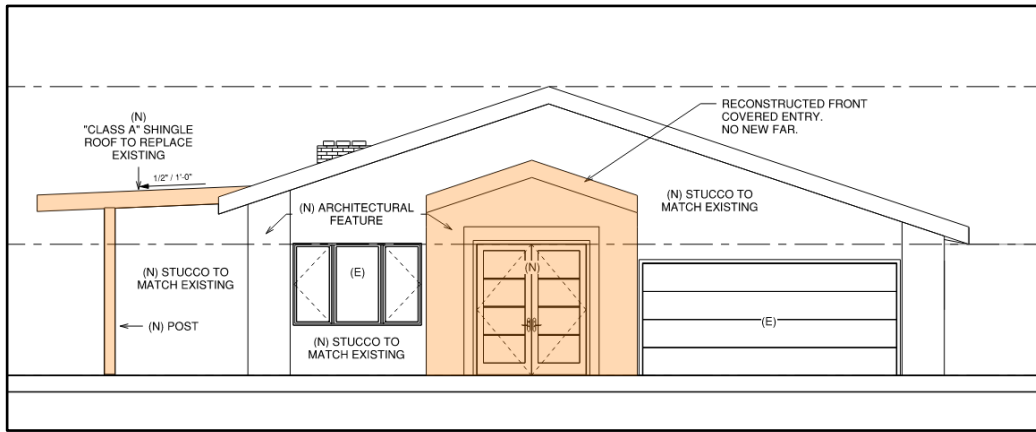 (N)
"CLASS A" SHINGLE
ROOF TO REPLACE
EXISTING
1/2" / 1'-0"
RECONSTRUCTED FRONT
COVERED ENTRY.
NO NEW FAR.
(N) ARCHITECTURAL
FEATURE
(N) STUCCO TO
MATCH EXISTING
(N) STUCCO TO
MATCH EXISTING
(E)
(N)
(N) POST
(E)
(N) STUCCO TO
MATCH EXISTING